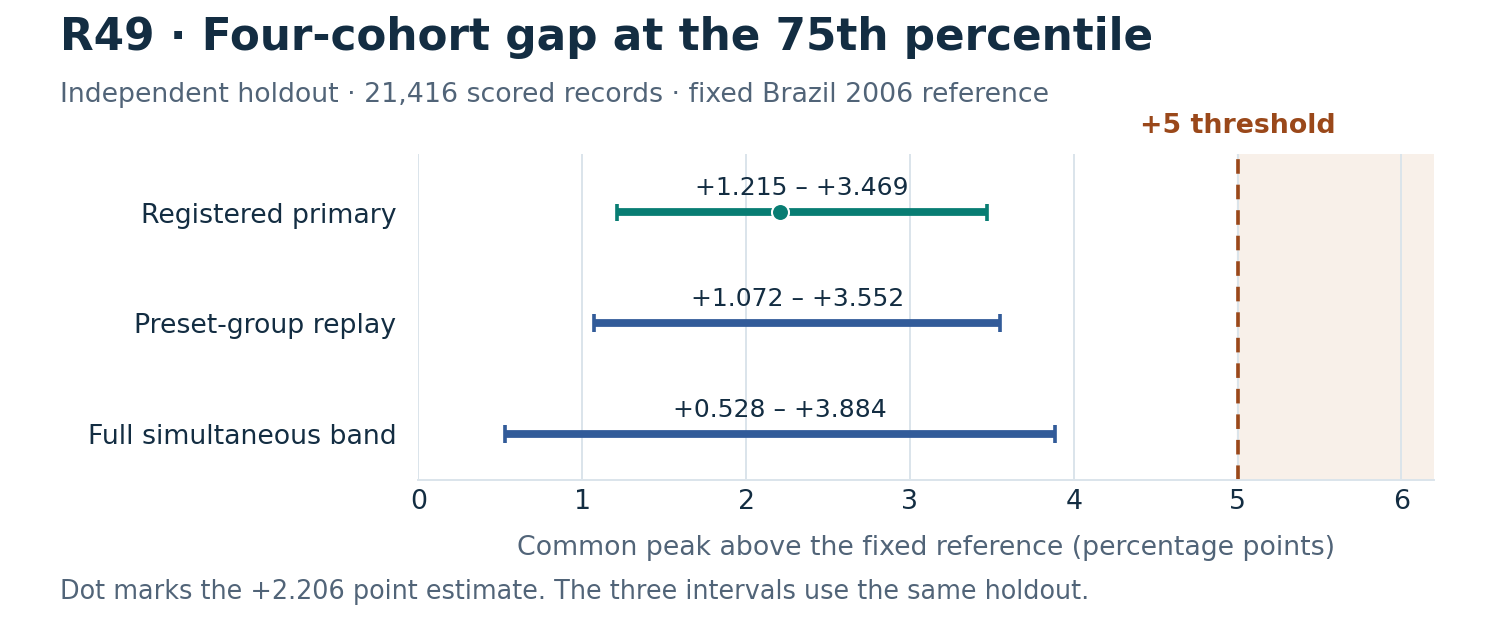 R49 · Four-cohort gap at the 75th percentile
Independent holdout · 21,416 scored records · fixed Brazil 2006 reference
+5 threshold
+1.215 – +3.469
Registered primary
+1.072 – +3.552
Preset-group replay
+0.528 – +3.884
Full simultaneous band
0 1 2 3 4 5 6
Common peak above the fixed reference (percentage points)
Dot marks the +2.206 point estimate. The three intervals use the same holdout.